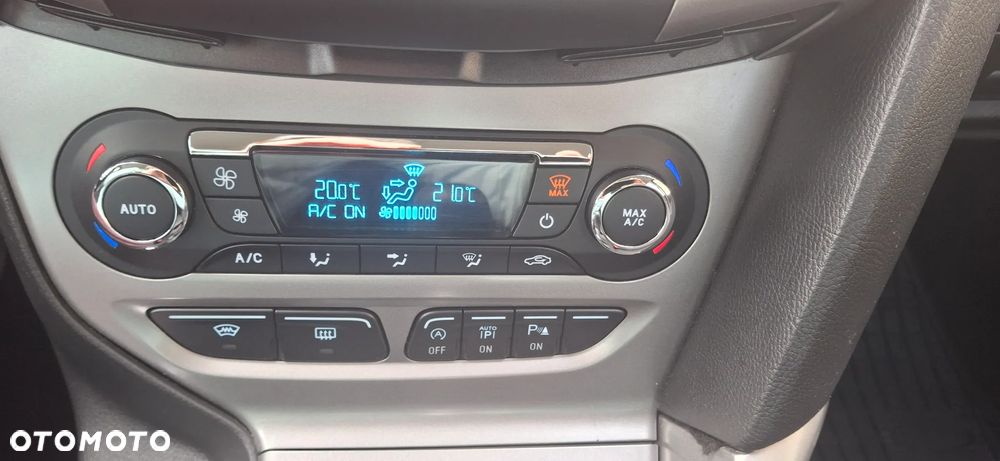 20.0°C 21.0°C
A/C ON
AUTO
MAX
MAX
A/C
A/C
A
OFF
AUTO
P
ON
P
ON
OTOMOTO